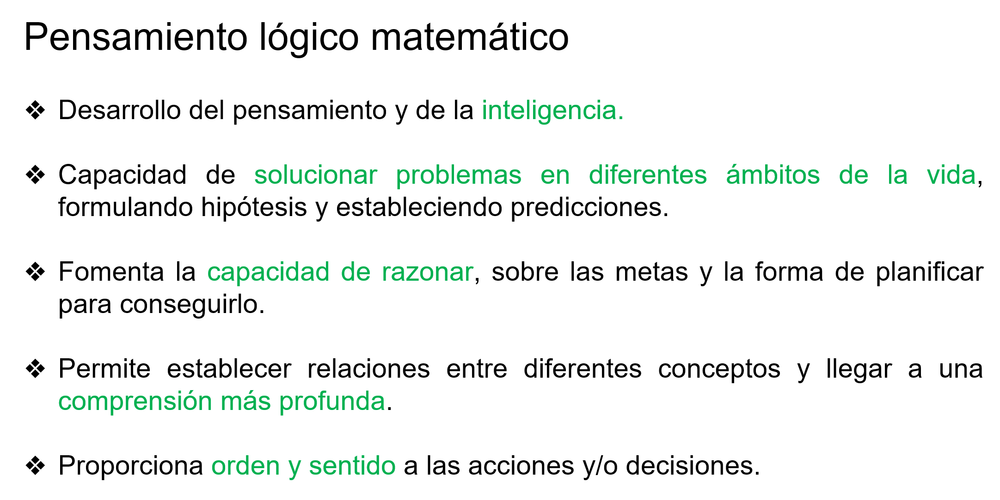 Pensamiento lógico matemático
❖ Desarrollo del pensamiento y de la inteligencia.
❖ Capacidad de solucionar problemas en diferentes ámbitos de la vida,
formulando hipótesis y estableciendo predicciones.
❖ Fomenta la capacidad de razonar, sobre las metas y la forma de planificar
para conseguirlo.
❖ Permite establecer relaciones entre diferentes conceptos y llegar a una
comprensión más profunda.
❖ Proporciona orden y sentido a las acciones y/o decisiones.